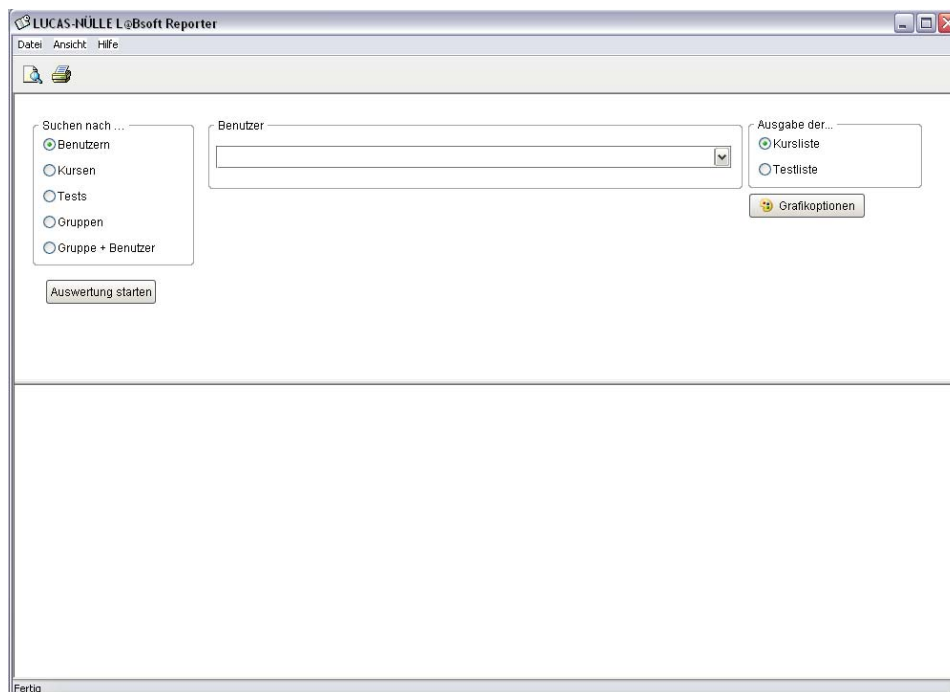 LUCAS-NÜLLE L@Bsoft Reporter
Datei Ansicht Hilfe
Suchen nach ...
Benutzern
Kursen
Tests
Gruppen
Gruppe + Benutzer
Auswertung starten
Benutzer
Ausgabe der...
Kursliste
Testliste
Grafikoptionen
Fertig